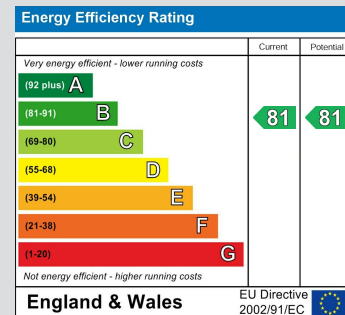 Energy Efficiency Rating
Current Potential
Very energy efficient - lower running costs
(92 plus) A
(81-91) B 81 81
(69-80) C
(55-68) D
(39-54) E
(21-38) F
(1-20) G
Not energy efficient - higher running costs
England & Wales
EU Directive
2002/91/EC